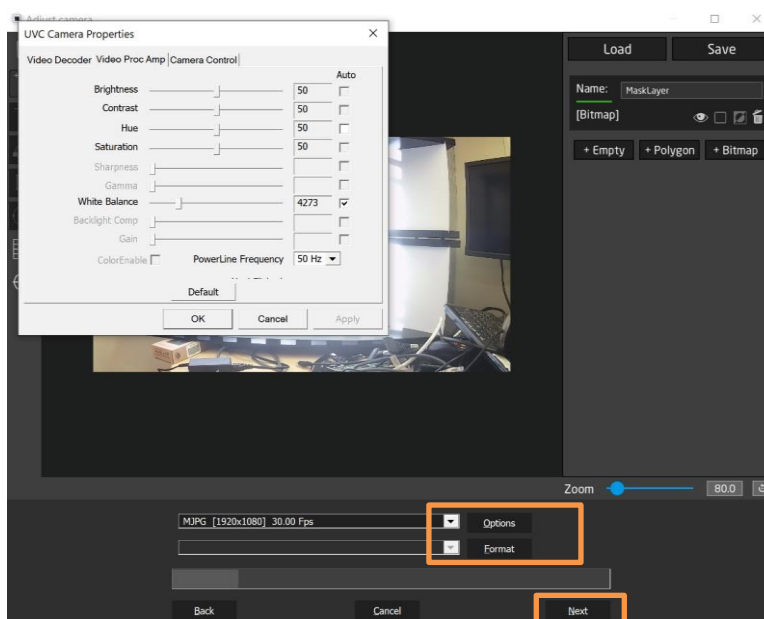 Adjust camera
UVC Camera Properties
Video Decoder Video Proc Amp Camera Control
Auto
Brightness 50
Contrast 50
Hue 50
Saturation 50
Sharpness
Gamma
White Balance 4273
Backlight Comp
Gain
ColorEnable PowerLine Frequency 50 Hz
Default
OK Cancel Apply
Load Save
Name: MaskLayer
[Bitmap]
+ Empty + Polygon + Bitmap
Zoom 80.0
MJPG [1920x1080] 30.00 Fps Options
Format
Back Cancel Next